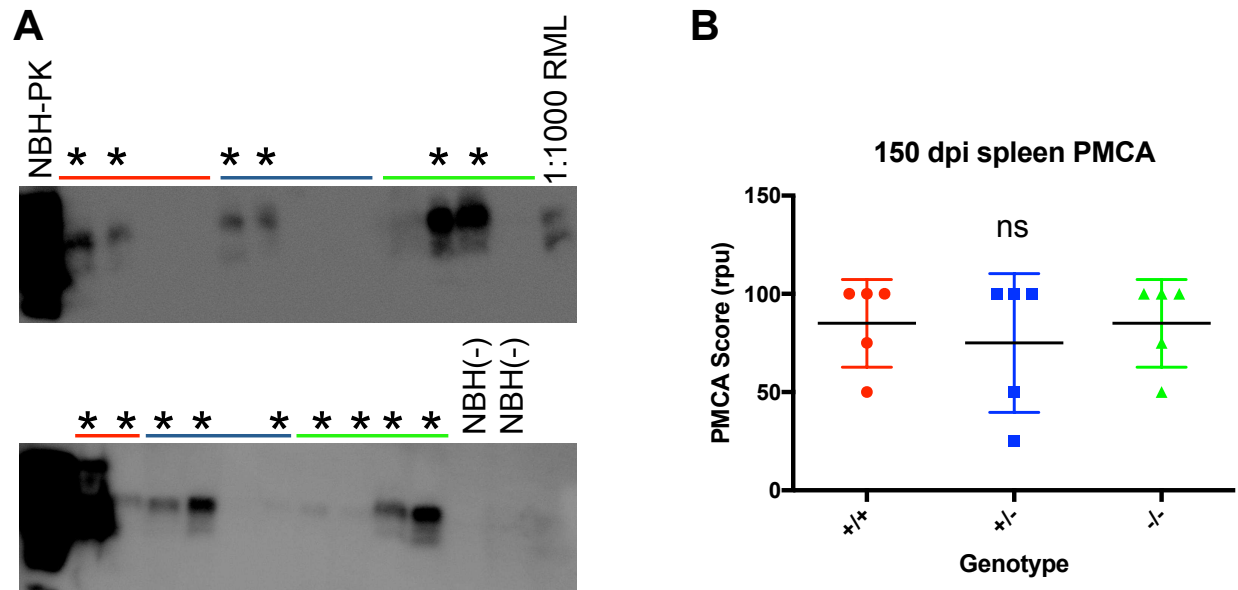 A
NBH-PK
1:1000 RML
* * * * * *
NBH(-)
NBH(-)
* * * * * * * * *
B
150 dpi spleen PMCA
ns
150
100
50
0
PMCA Score (rpu)
+/+
+/-
-/-
Genotype